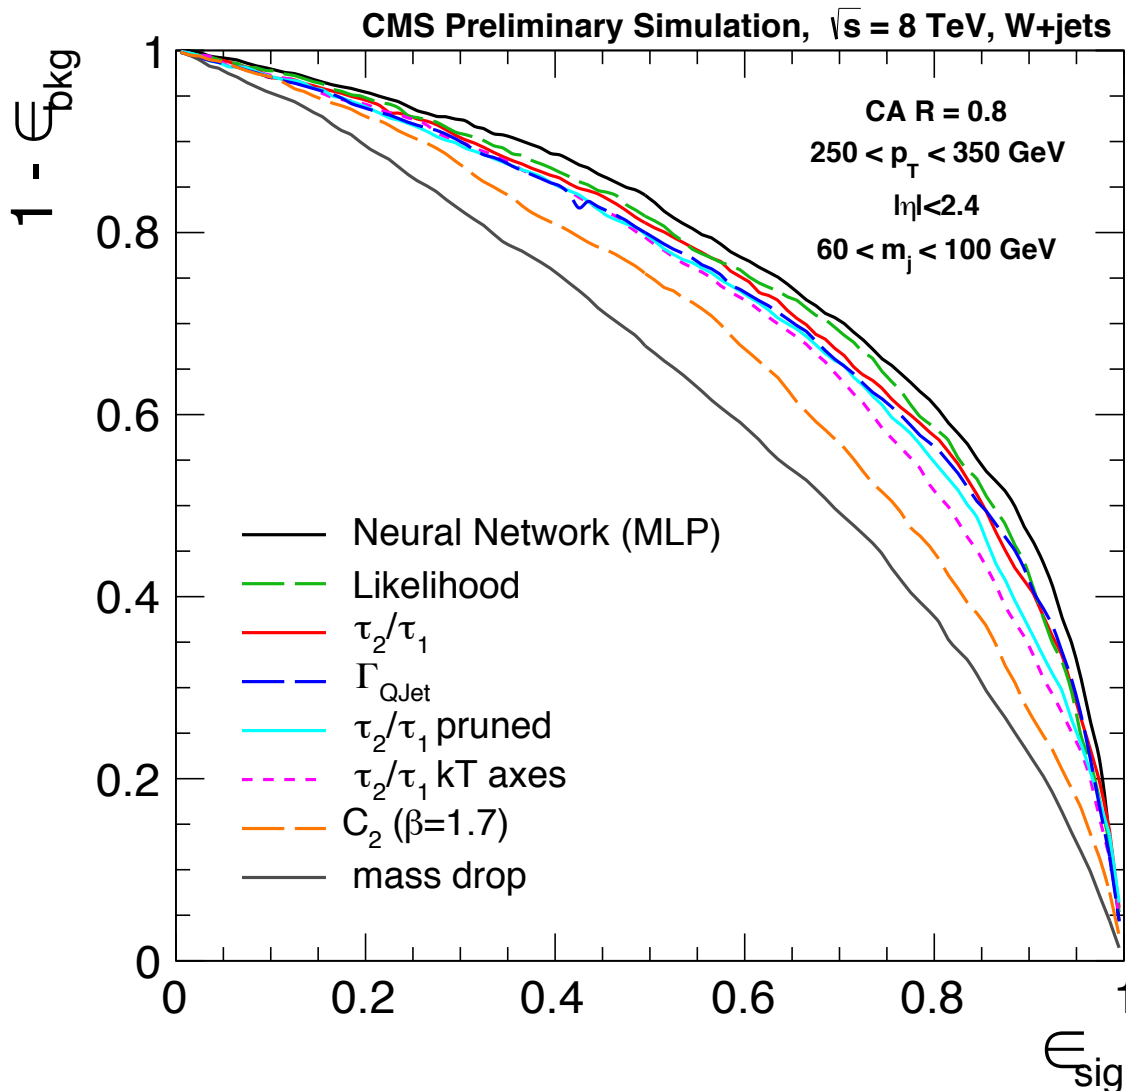 CMS Preliminary Simulation, √s = 8 TeV, W+jets
1 - ∈bkg
CA R = 0.8
250 < pT < 350 GeV
|η|<2.4
60 < mj < 100 GeV
1
0.8
0.6
0.4
0.2
0
Neural Network (MLP)
Likelihood
τ2/τ1
ΓQJet
τ2/τ1 pruned
τ2/τ1 kT axes
C2 (β=1.7)
mass drop
0 0.2 0.4 0.6 0.8 1
∈sig